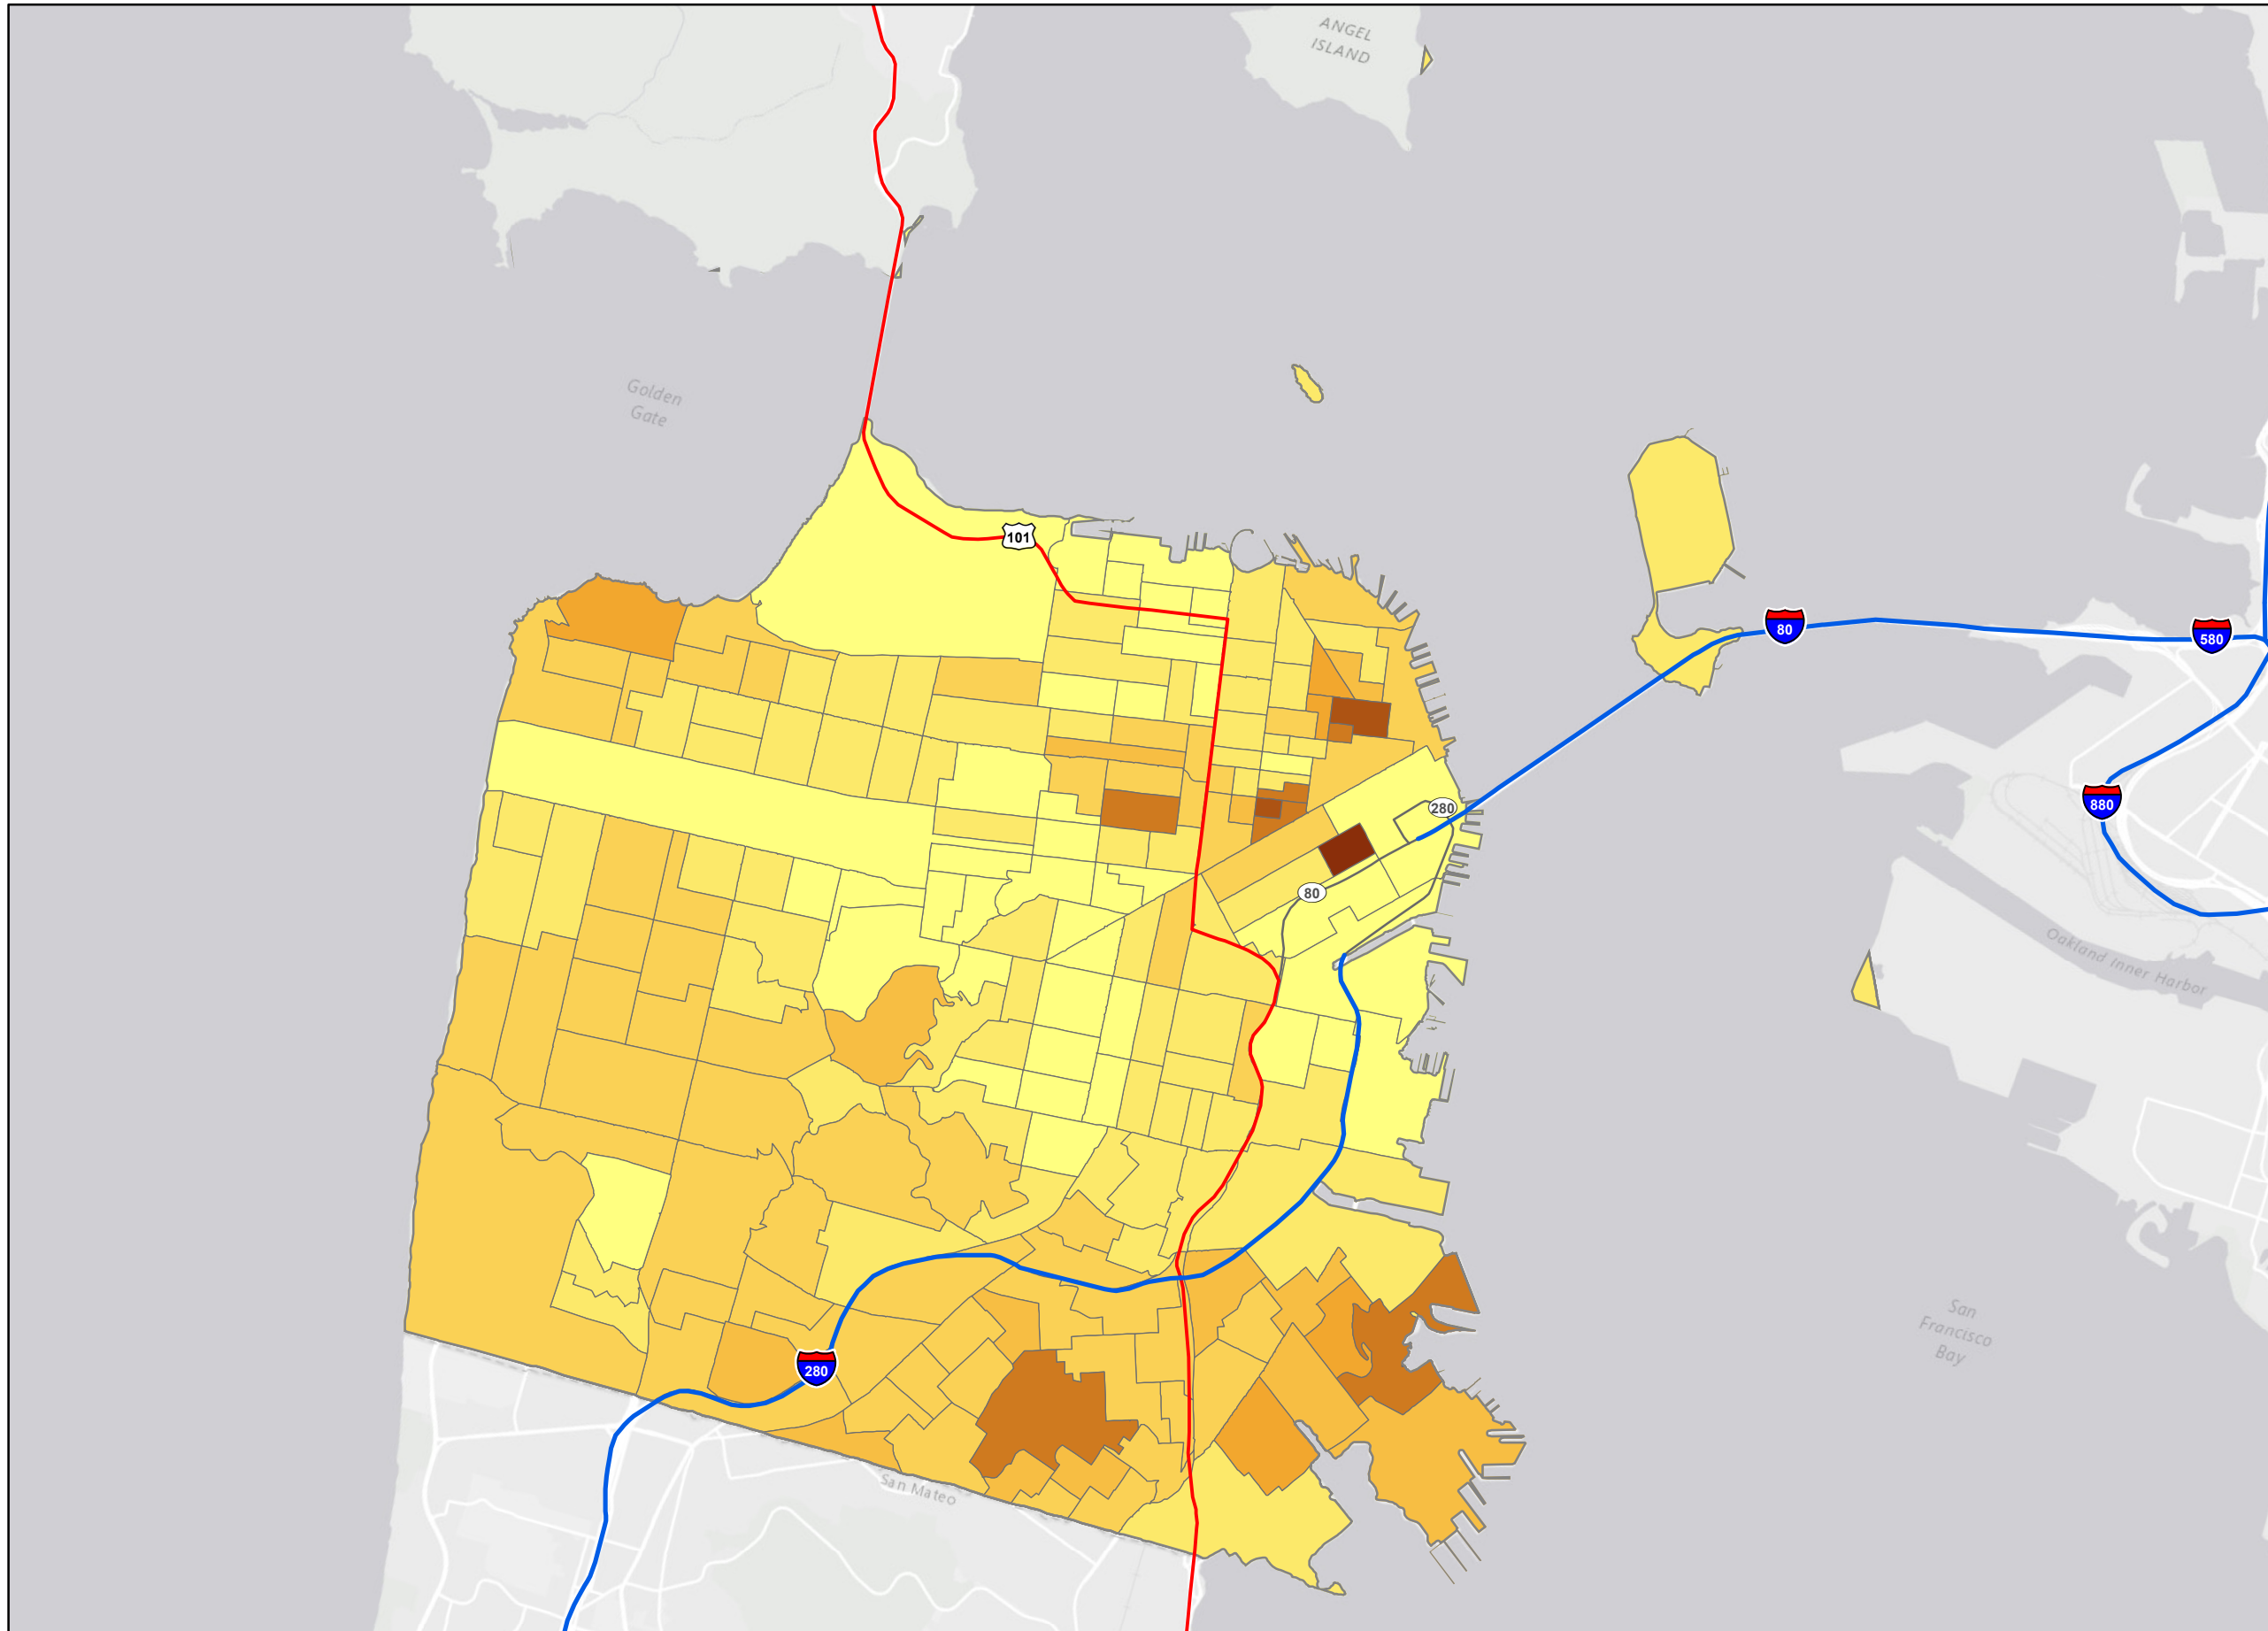 ANGEL
ISLAND
Golden
Gate
101
80
580
280
880
80
Oakland Inner Harbor
San
Francisco
Bay
280
San Mateo